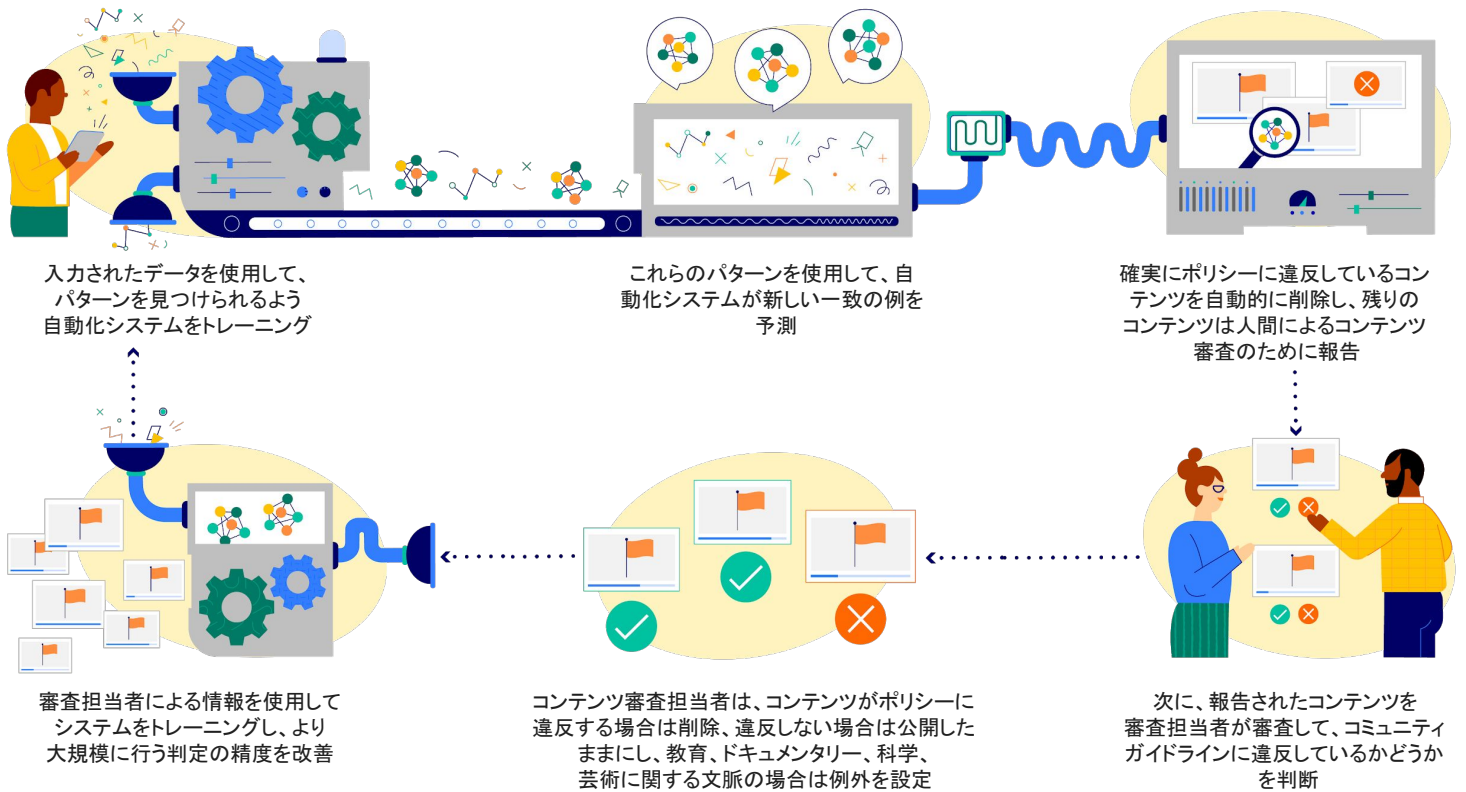 入力されたデータを使用して、
パターンを見つけられるよう
自動化システムをトレーニング
これらのパターンを使用して、自
動化システムが新しい一致の例を
予測
確実にポリシーに違反しているコン
テンツを自動的に削除し、残りの
コンテンツは人間によるコンテンツ
審査のために報告
審査担当者による情報を使用して
システムをトレーニングし、より
大規模に行う判定の精度を改善
コンテンツ審査担当者は、コンテンツがポリシーに
違反する場合は削除、違反しない場合は公開した
ままにし、教育、ドキュメンタリー、科学、
芸術に関する文脈の場合は例外を設定
次に、報告されたコンテンツを
審査担当者が審査して、コミュニティ
ガイドラインに違反しているかどうか
を判断